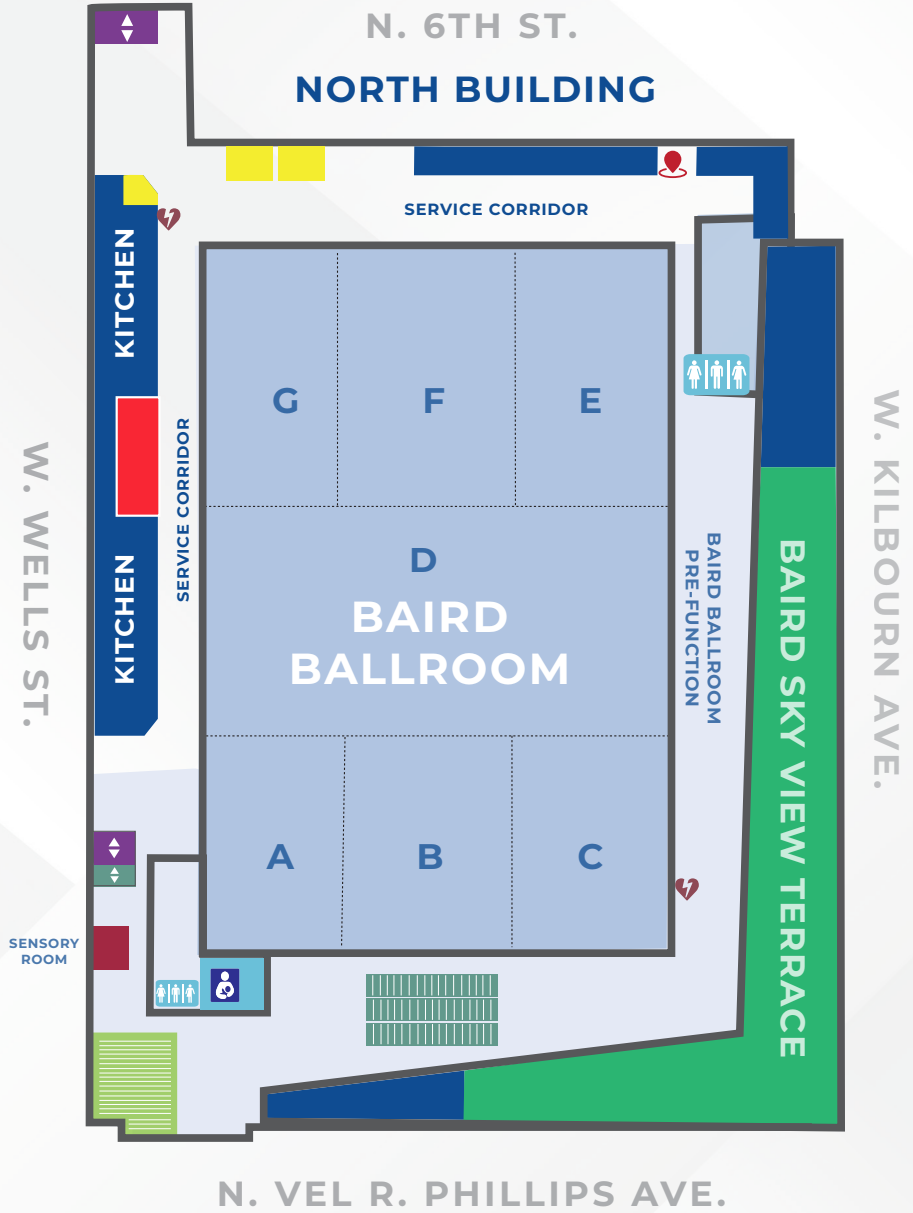 N. 6TH ST.
NORTH BUILDING
SERVICE CORRIDOR
KITCHEN
G
F
E
SERVICE CORRIDOR
W. WELLS ST.
W. KILBOURN AVE.
KITCHEN
D
BAIRD
BALLROOM
BAIRD BALLROOM
PRE-FUNCTION
BAIRD SKY VIEW TERRACE
A
B
C
SENSORY
ROOM
N. VEL R. PHILLIPS AVE.